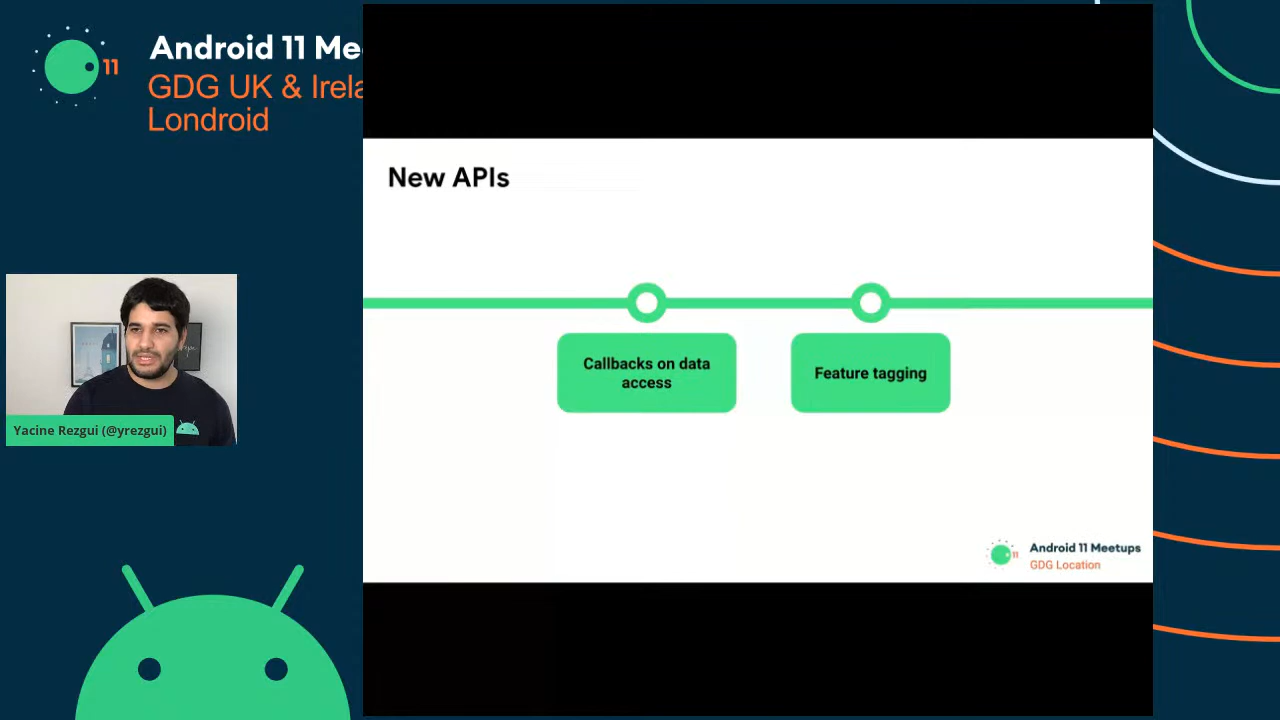 Android 11 Me
GDG UK & Irela
Londroid
11
New APIs
Callbacks on data
access
Feature tagging
Yacine Rezgui (@yrezgui)
11
Android 11 Meetups
GDG Location